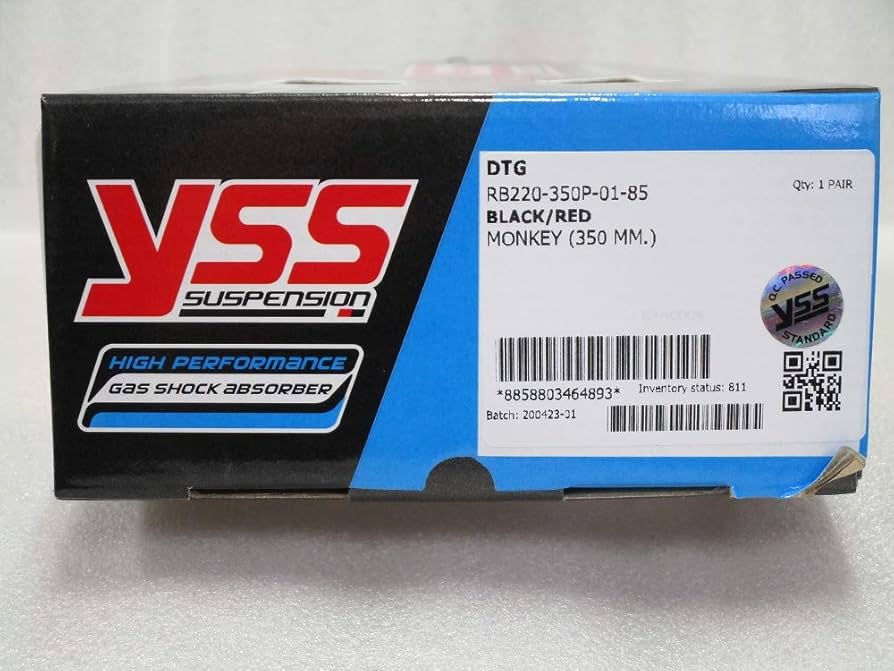 YSS
SUSPENSION
HIGH PERFORMANCE
GAS SHOCK ABSORBER
DTG
RB220-350P-01-85
Qty: 1 PAIR
BLACK/RED
MONKEY (350 MM.)
Q.C. PASSED
YSS
STANDARD
*8858803464893*
Inventory status: 811
Batch: 200423-01